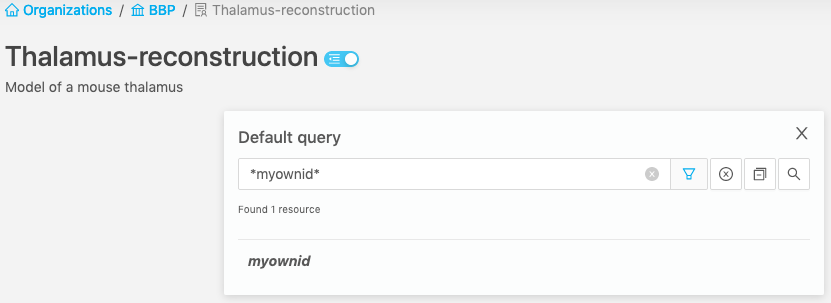 Organizations / BBP / Thalamus-reconstruction
Thalamus-reconstruction
Model of a mouse thalamus
Default query
*myownid*
Found 1 resource
myownid